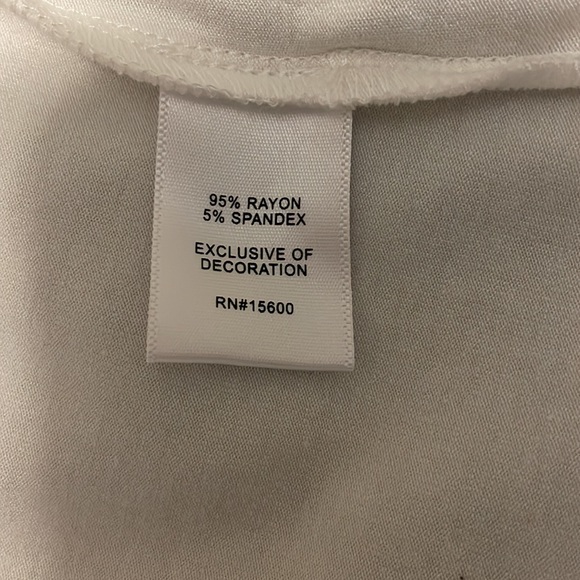 95% RAYON
5% SPANDEX
EXCLUSIVE OF
DECORATION
RN#15600